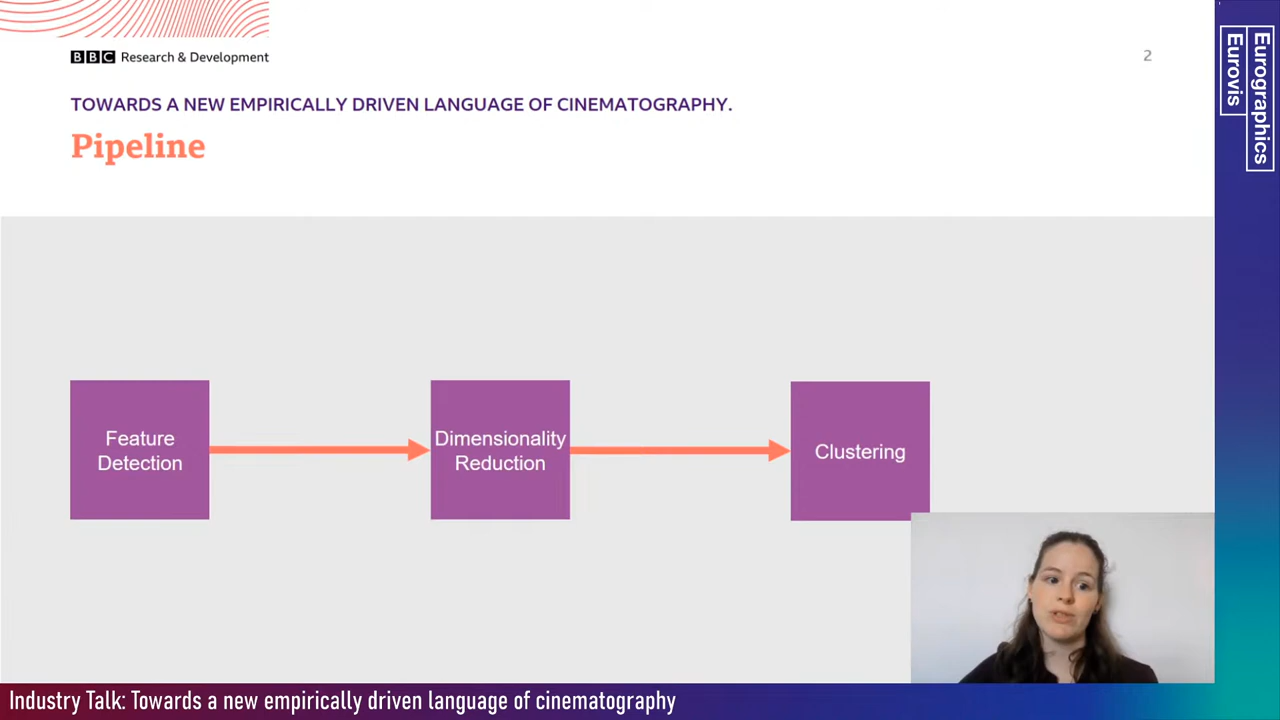 BBC Research & Development
2
TOWARDS A NEW EMPIRICALLY DRIVEN LANGUAGE OF CINEMATOGRAPHY.
Pipeline
Feature
Detection
Dimensionality
Reduction
Clustering
Eurographics
Eurovis
Industry Talk: Towards a new empirically driven language of cinematography